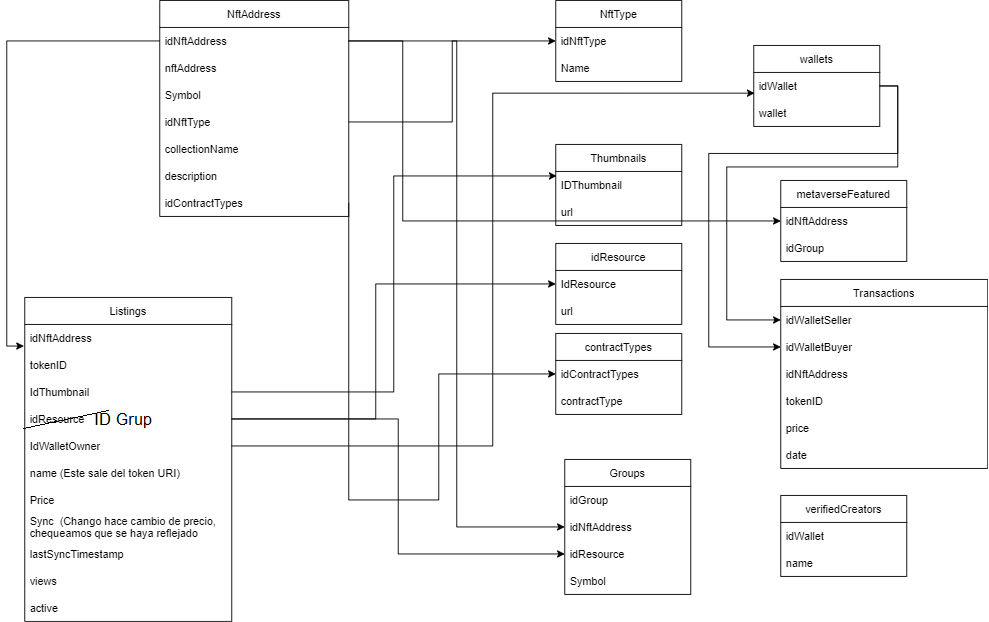 NftAddress
idNftAddress
nftAddress
Symbol
idNftType
collectionName
description
idContractTypes
NftType
idNftType
Name
wallets
idWallet
wallet
Thumbnails
IDThumbnail
url
metaverseFeatured
idNftAddress
idGroup
idResource
IdResource
url
Transactions
idWalletSeller
idWalletBuyer
idNftAddress
tokenID
price
date
contractTypes
idContractTypes
contractType
Listings
idNftAddress
tokenID
IdThumbnail
idResource ID Grup
IdWalletOwner
name (Este sale del token URI)
Price
Sync (Chango hace cambio de precio,
chequeamos que se haya reflejado
lastSyncTimestamp
views
active
Groups
idGroup
idNftAddress
idResource
Symbol
verifiedCreators
idWallet
name